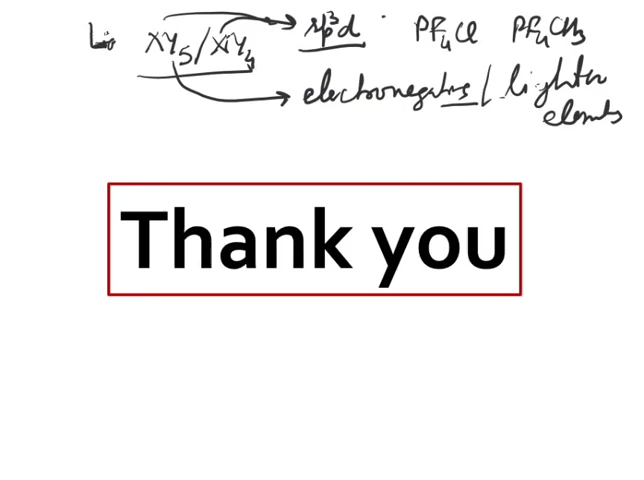 XY5/XY4 sp3d PF4Cl PF4CH3
electronegative / lighter
elements
Thank you